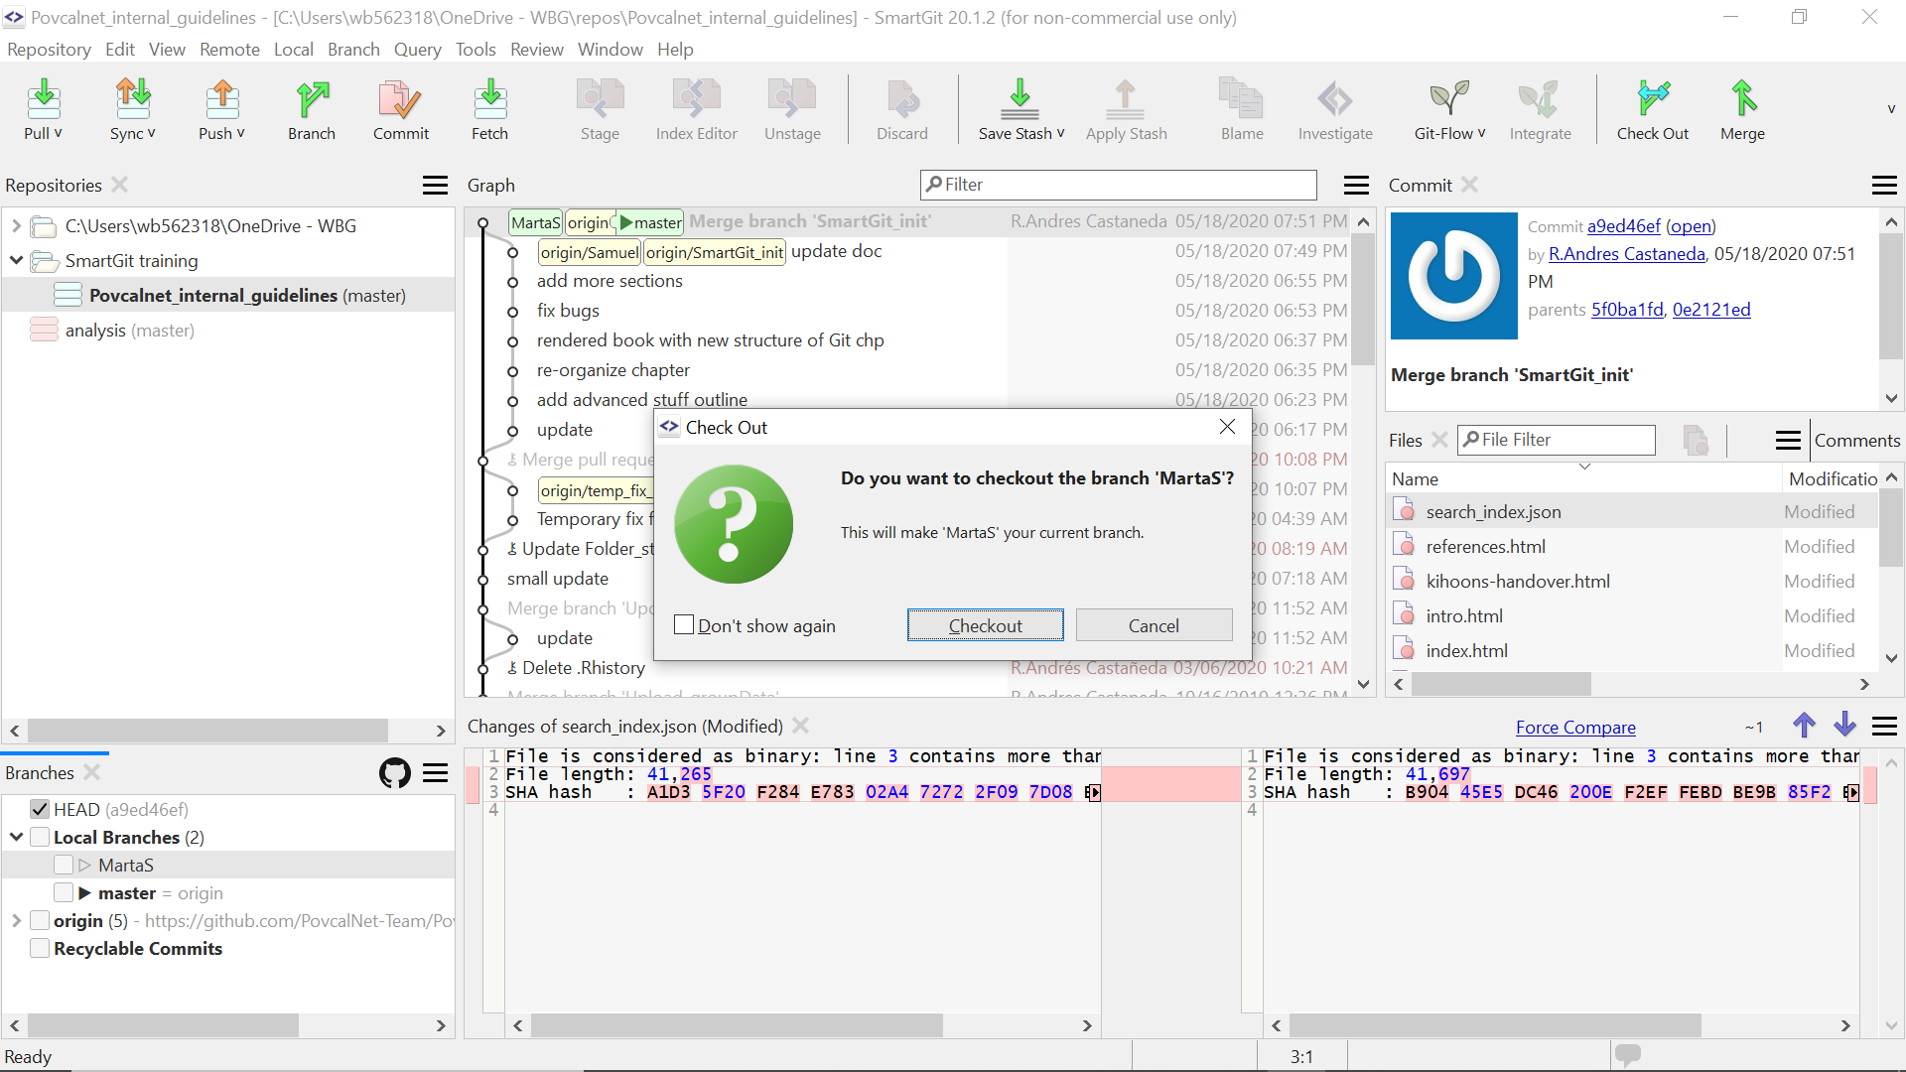 Povcalnet_internal_guidelines - [C:\Users\wb562318\OneDrive - WBG\repos\Povcalnet_internal_guidelines] - SmartGit 20.1.2 (for non-commercial use only)
Repository Edit View Remote Local Branch Query Tools Review Window Help
Pull Sync Push Branch Commit Fetch Stage Index Editor Unstage Discard Save Stash Apply Stash Blame Investigate Git-Flow Integrate Check Out Merge
Repositories
C:\Users\wb562318\OneDrive - WBG
SmartGit training
Povcalnet_internal_guidelines (master)
analysis (master)
Graph
Filter
MartaS origin master Merge branch 'SmartGit_init' R.Andres Castaneda 05/18/2020 07:51 PM
origin/Samuel origin/SmartGit_init update doc 05/18/2020 07:49 PM
add more sections 05/18/2020 06:55 PM
fix bugs 05/18/2020 06:53 PM
rendered book with new structure of Git chp 05/18/2020 06:37 PM
re-organize chapter 05/18/2020 06:35 PM
add advanced stuff outline 05/18/2020 06:23 PM
update 20 06:17 PM
Merge pull reque 20 10:08 PM
origin/temp_fix_ 20 10:07 PM
Temporary fix f 20 04:39 AM
Update Folder_st 20 08:19 AM
small update 20 07:18 AM
Merge branch 'Upd 20 11:52 AM
update 20 11:52 AM
Delete .Rhistory R.Andrés Castañeda 03/06/2020 10:21 AM
Merge branch 'Upload_groupData' R.Andres Castaneda 10/16/2019 12:36 PM
Check Out
Do you want to checkout the branch 'MartaS'?
This will make 'MartaS' your current branch.
Don't show again
Checkout
Cancel
Commit
Commit a9ed46ef (open)
by R.Andres Castaneda, 05/18/2020 07:51
PM
parents 5f0ba1fd, 0e2121ed
Merge branch 'SmartGit_init'
Files
File Filter
Comments
Name Modificatio
search_index.json Modified
references.html Modified
kihoons-handover.html Modified
intro.html Modified
index.html Modified
Branches
HEAD (a9ed46ef)
Local Branches (2)
MartaS
master = origin
origin (5) - https://github.com/PovcalNet-Team/Pov
Recyclable Commits
Changes of search_index.json (Modified)
Force Compare
~1
1 File is considered as binary: line 3 contains more than
2 File length: 41,265
3 SHA hash : A1D3 5F20 F284 E783 02A4 7272 2F09 7D08
4
1 File is considered as binary: line 3 contains more than
2 File length: 41,697
3 SHA hash : B904 45E5 DC46 200E F2EF FEBD BE9B 85F2
4
Ready
3:1